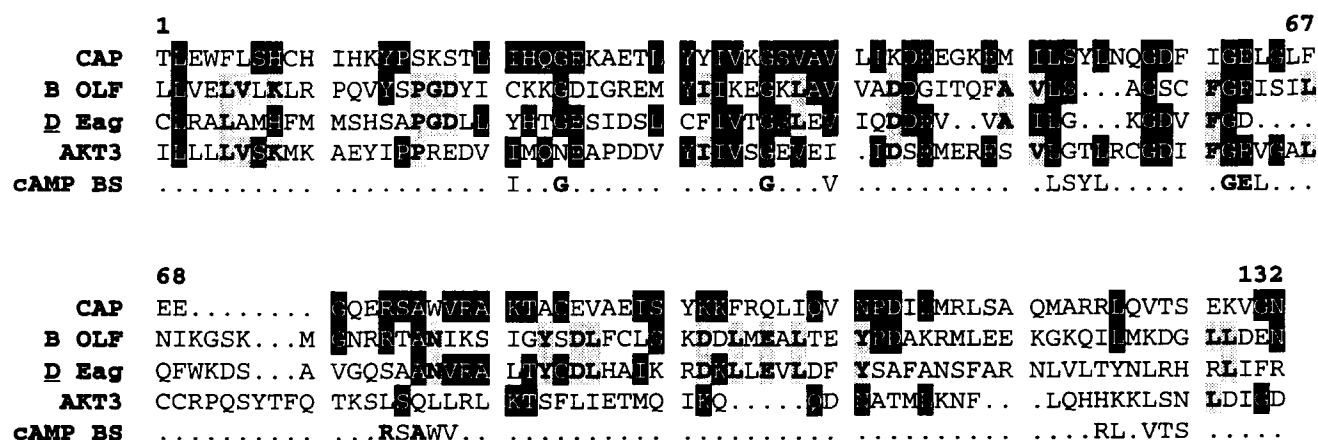 1 67
CAP TLEWFLSHCH IHKYPSKSTL IHQGEKAETL YYIVKGSVAV LIKDEEGKEM ILSYLNQGDF IGELGLF
B OLF LLVELVLKLR PQVYSPGDYI CKKGDIGREM YIIKEGKLAV VADDGITQFA VLS...AGSC FGEISIL
D Eag CLRALAMHFM MSHSAPGDLL YHTGESIDSL CFIVTGSLEV IQDDEV..VA ILG...KGDV FGD....
AKT3 ILLLLVSKMK AEYIPPREDV IMQNEAPDDV YIIVSGEVEI .IDSEMERES VLGTLRCGDI FGEVGAL
cAMP BS .......... .......... I..G...... ......G..V .......... .LSYL..... .GEL...
68 132
CAP EE........ GQERSAWVRA KTACEVAEIS YKKFRQLIQV NPDILMRLSA QMARRLQVTS EKVGN
B OLF NIKGSK...M GNRRTANIKS IGYSDLFCLS KDDLMEALTE YPDAKRMLEE KGKQILMKDG LLDEN
D Eag QFWKDS...A VGQSAANVRA LTYCDLHAIK RDKLLEVLDF YSAFANSFAR NLVLTYNLRH RLIFR
AKT3 CCRPQSYTFQ TKSLSQLLRL KTSFLIETMQ IKQ.....QD NATMLKNF.. .LQHHKKLSN LDIGD
cAMP BS .......... ...RSAWV.. .......... .......... .......... ....RL.VTS .....